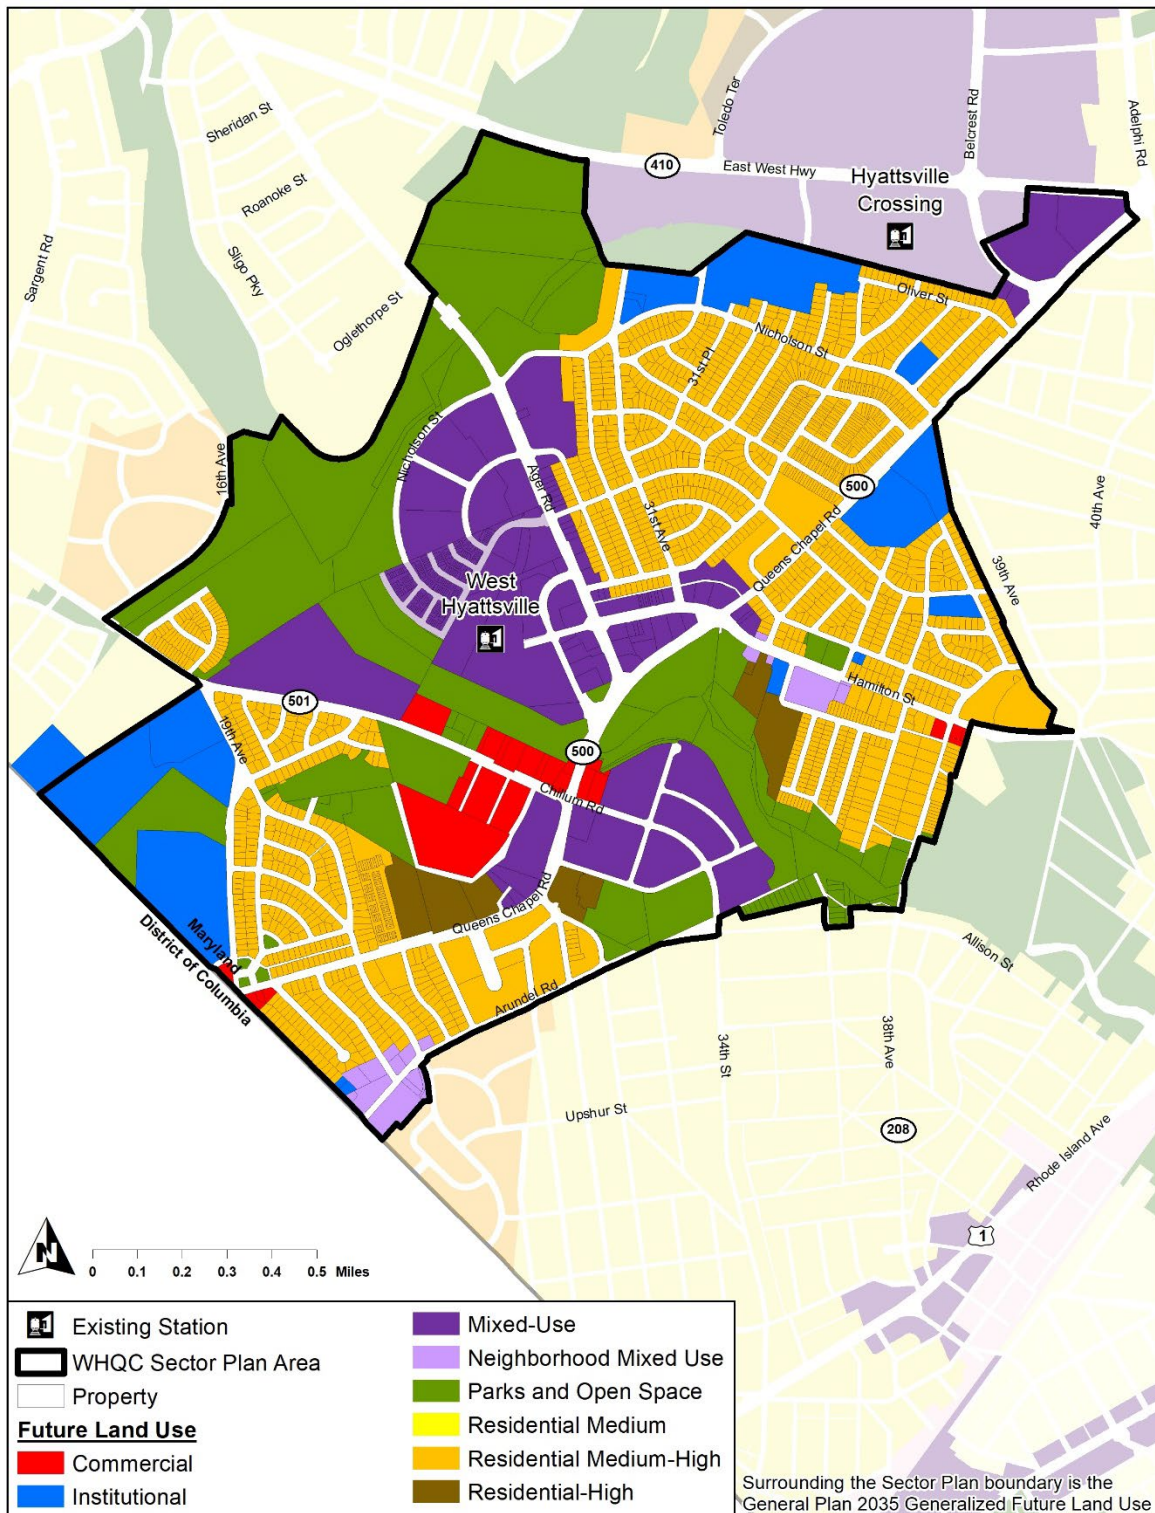 Toledo Ter
Belcrest Rd
Adelphi Rd
Sheridan St
410
East West Hwy
Hyattsville
Crossing
Roanoke St
Sargent Rd
Sligo Pky
Oglethorpe St
Oliver St
Nicholson St
31st Pl
16th Ave
Nicholson St
Ager Rd
500
31st Ave
Queens Chapel Rd
40th Ave
39th Ave
West
Hyattsville
Hamilton St
501
19th Ave
500
Chillum Rd
Queens Chapel Rd
Maryland
District of Columbia
Arundel Rd
Allison St
34th St
38th Ave
Upshur St
208
Rhode Island Ave
1
N
0 0.1 0.2 0.3 0.4 0.5 Miles
Existing Station
WHQC Sector Plan Area
Property
Future Land Use
Commercial
Institutional
Mixed-Use
Neighborhood Mixed Use
Parks and Open Space
Residential Medium
Residential Medium-High
Residential-High
Surrounding the Sector Plan boundary is the
General Plan 2035 Generalized Future Land Use